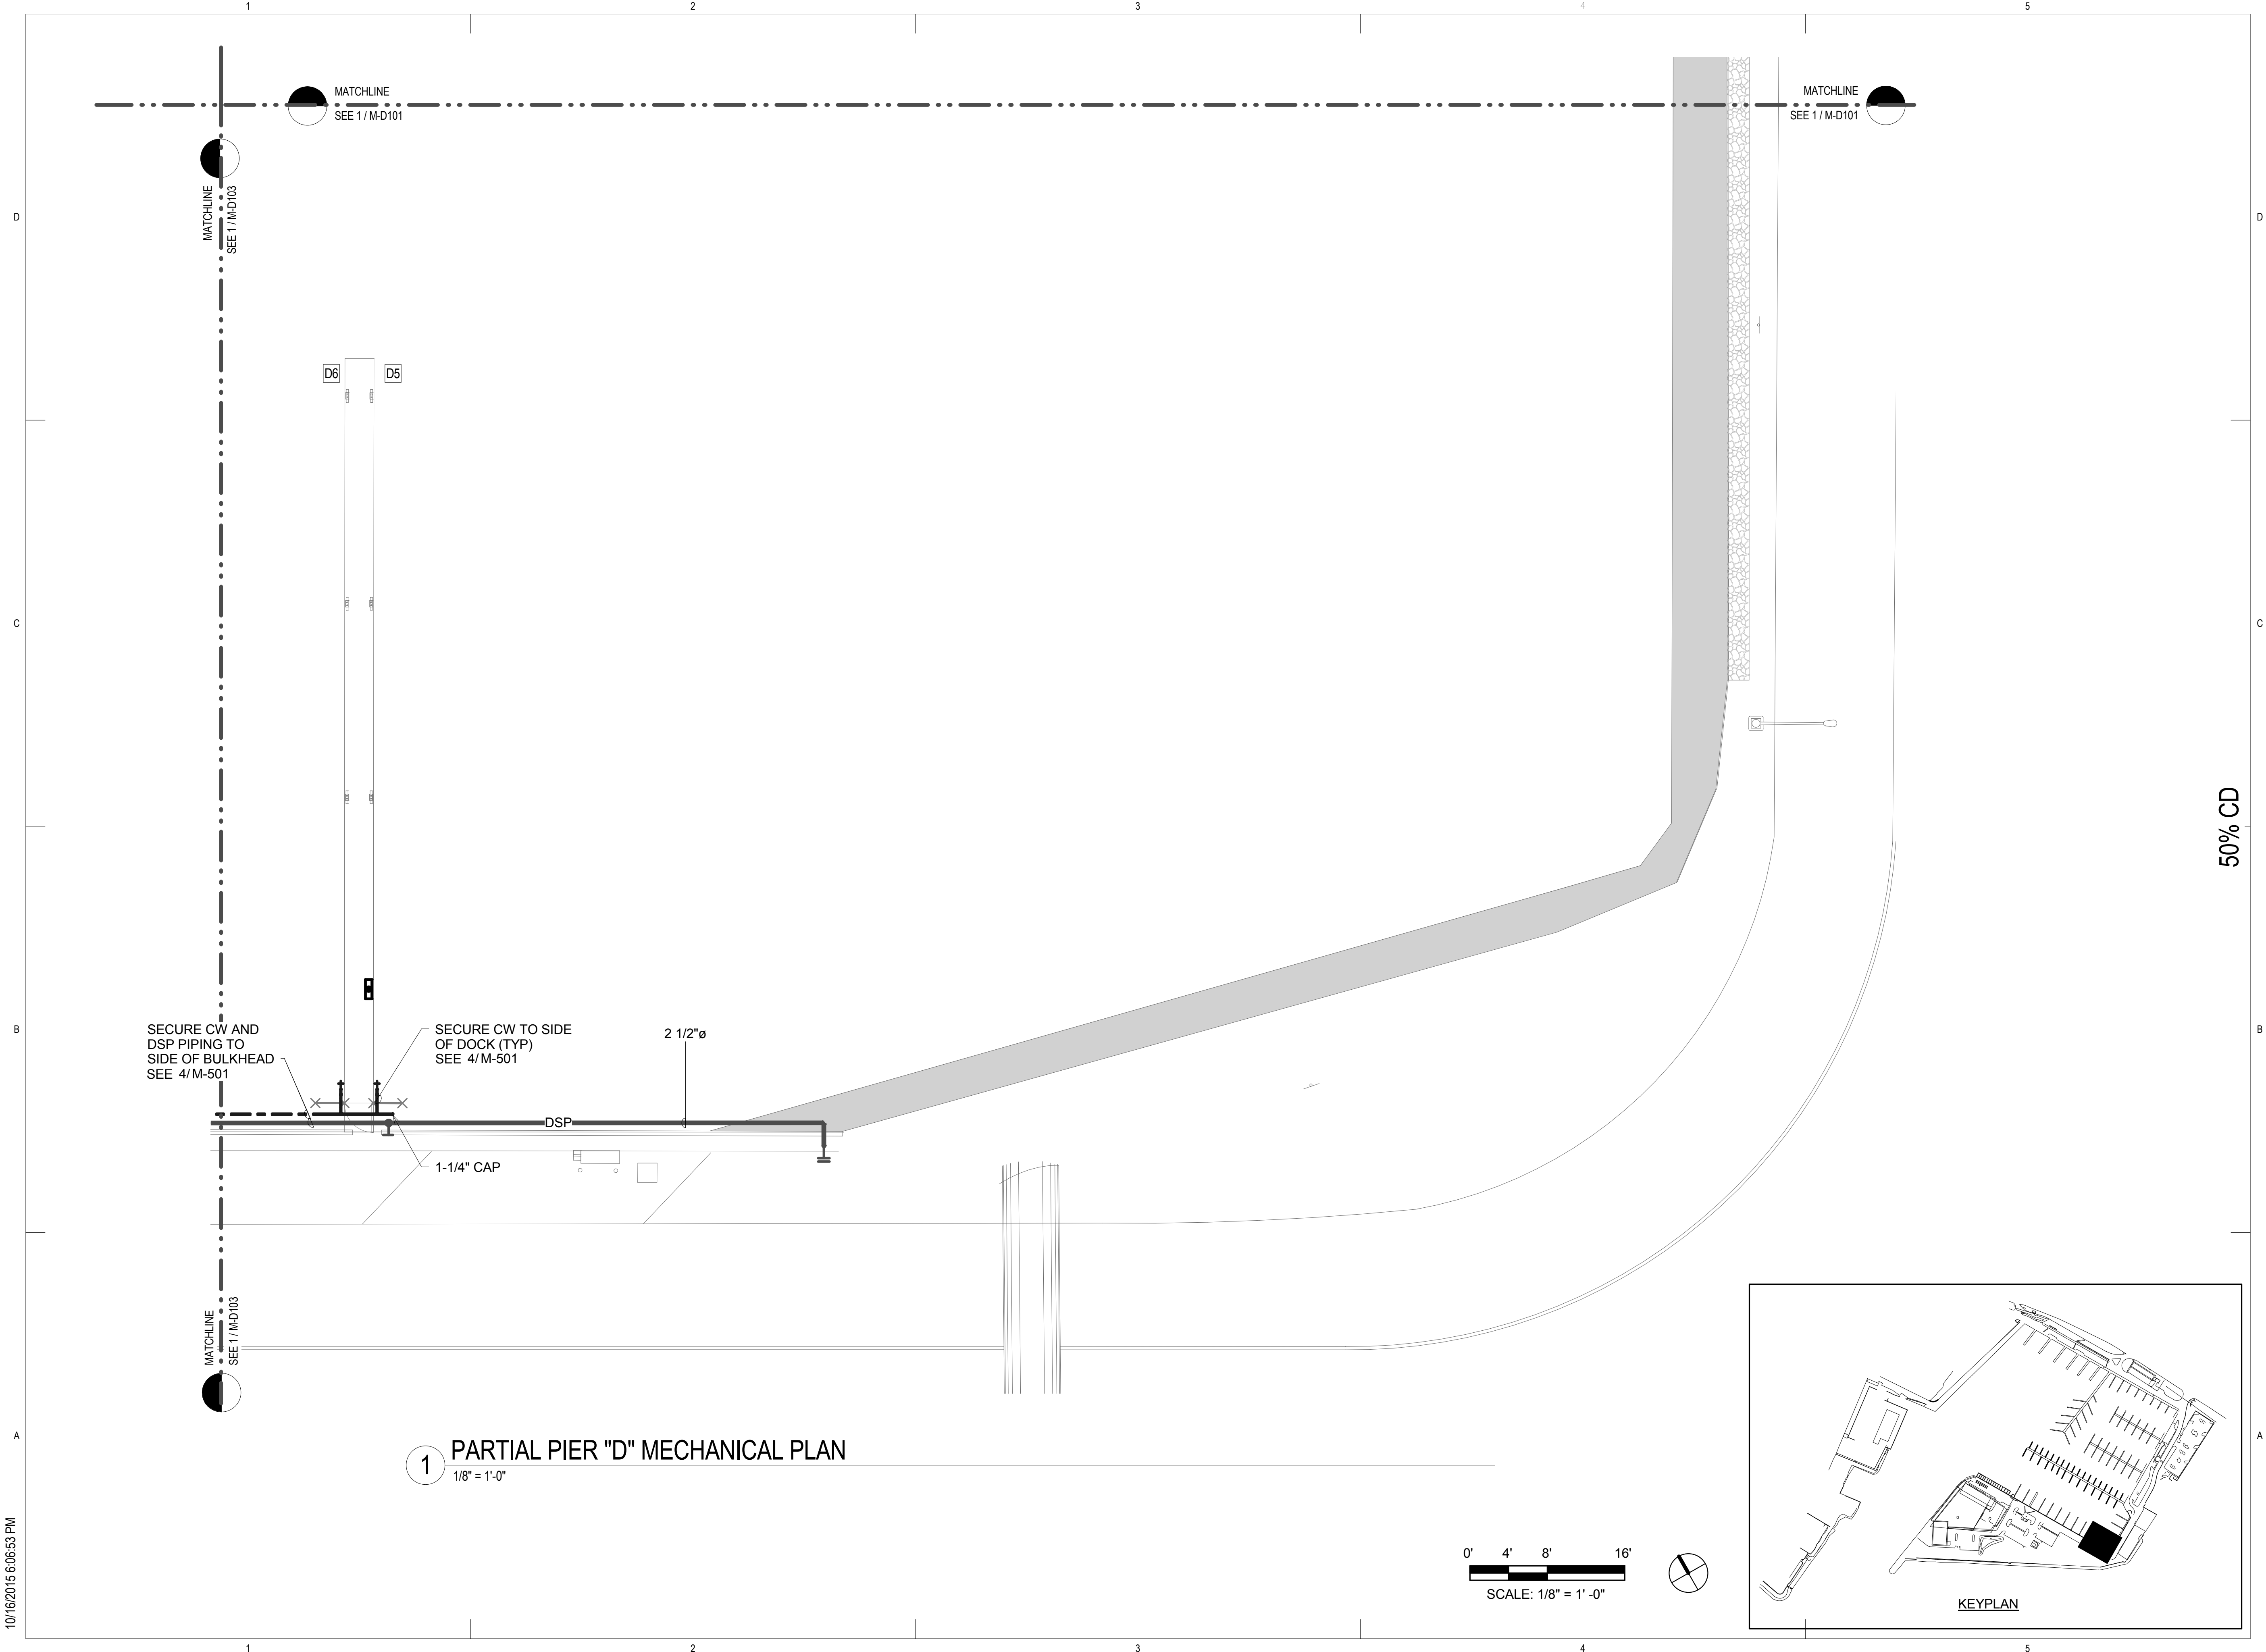 1 2 3 4 5
MATCHLINE
SEE 1 / M-D101
MATCHLINE
SEE 1 / M-D101
MATCHLINE
SEE 1 / M-D103
D
D
D6
D5
C
C
50% CD
B
B
SECURE CW AND
DSP PIPING TO
SIDE OF BULKHEAD
SEE 4/ M-501
SECURE CW TO SIDE
OF DOCK (TYP)
SEE 4/ M-501
2 1/2"ø
DSP
1-1/4" CAP
MATCHLINE
SEE 1 / M-D103
A
A
1
PARTIAL PIER "D" MECHANICAL PLAN
1/8" = 1'-0"
0' 4' 8' 16'
SCALE: 1/8" = 1' -0"
KEYPLAN
10/16/2015 6:06:53 PM
1 2 3 4 5